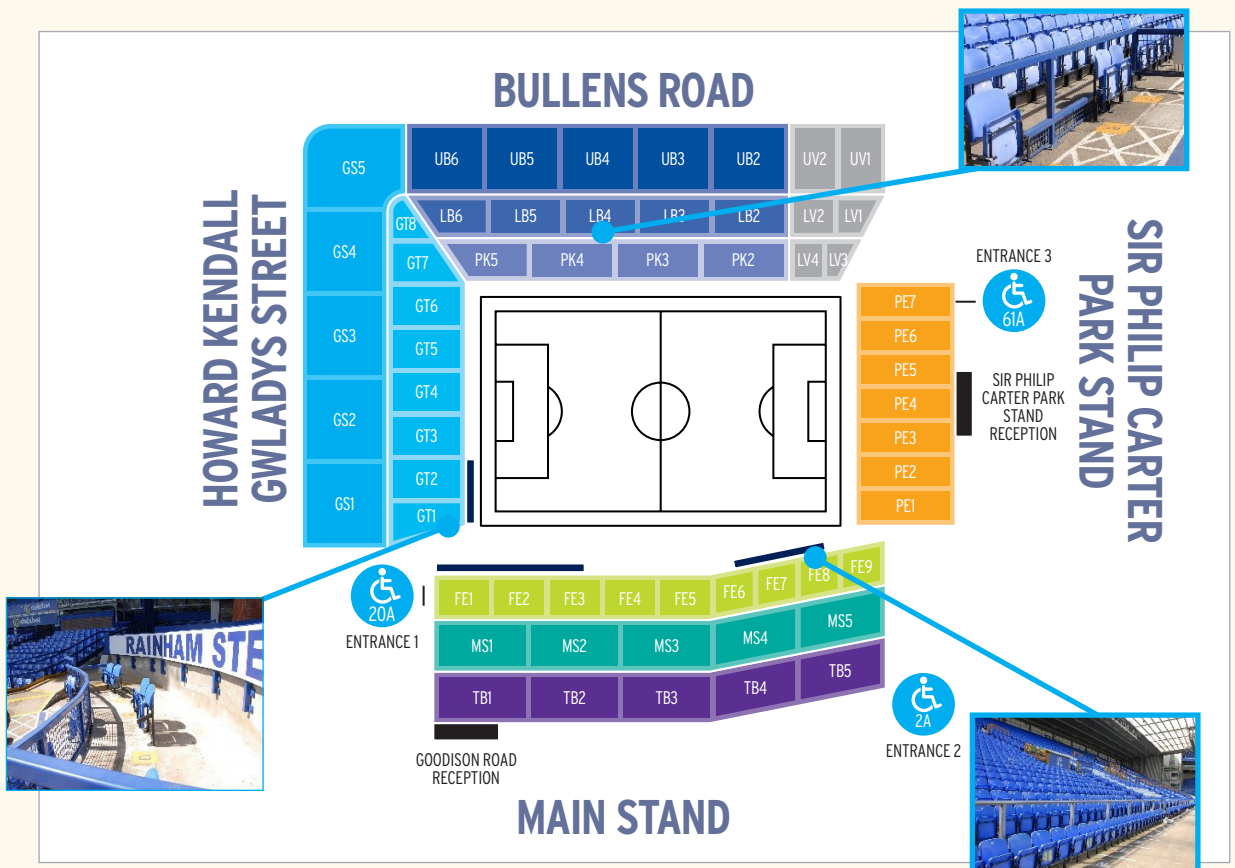 BULLENS ROAD
HOWARD KENDALL
GWLADYS STREET
SIR PHILIP CARTER
PARK STAND
MAIN STAND
GS5
GS4
GS3
GS2
GS1
GT8
GT7
GT6
GT5
GT4
GT3
GT2
GT1
UB6 UB5 UB4 UB3 UB2 UV2 UV1
LB6 LB5 LB4 LB3 LB2 LV2 LV1
PK5 PK4 PK3 PK2 LV4 LV3
PE7
PE6
PE5
PE4
PE3
PE2
PE1
ENTRANCE 3
61A
SIR PHILIP
CARTER PARK
STAND
RECEPTION
FE1 FE2 FE3 FE4 FE5 FE6 FE7 FE8 FE9
MS1 MS2 MS3 MS4 MS5
TB1 TB2 TB3 TB4 TB5
20A
ENTRANCE 1
2A
ENTRANCE 2
GOODISON ROAD
RECEPTION
RAINHAM STE
dafabet